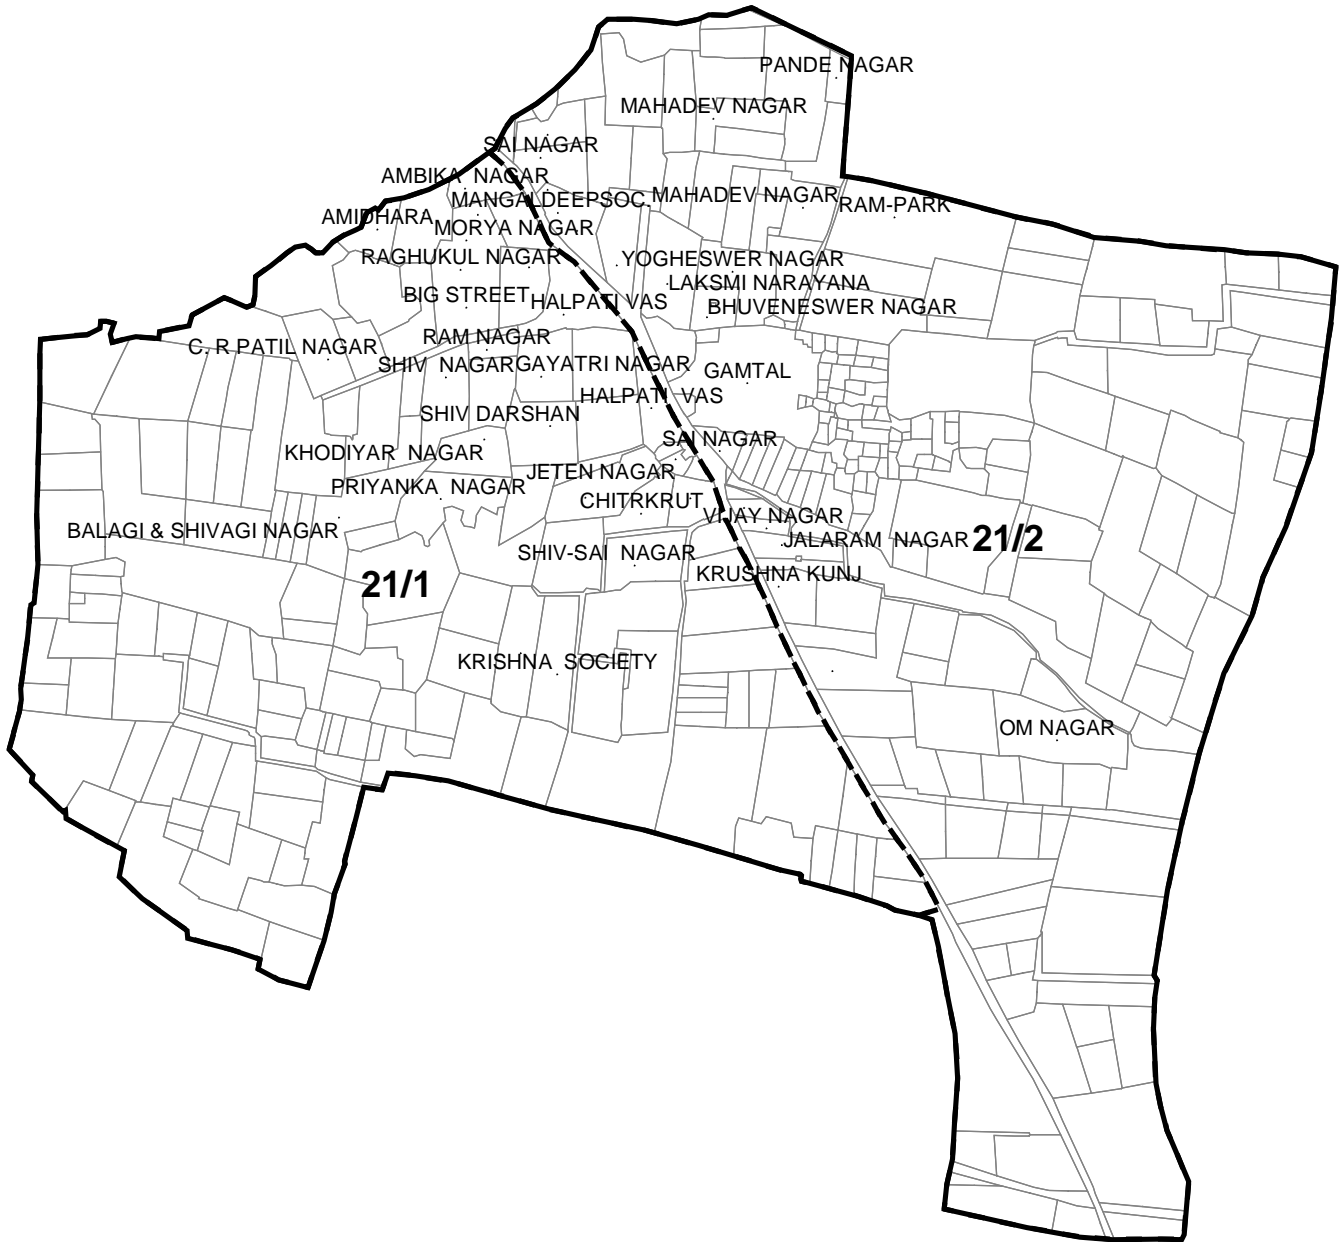 PANDE NAGAR
MAHADEV NAGAR
SAI NAGAR
AMBIKA NAGAR
MANGALDEEPSOC.
MAHADEV NAGAR
RAM-PARK
AMIDHARA
MORYA NAGAR
RAGHUKUL NAGAR
YOGHESWER NAGAR
LAKSMI NARAYANA
BIG STREET
HALPATI VAS
BHUVENESWER NAGAR
RAM NAGAR
C. R PATIL NAGAR
SHIV NAGAR
GAYATRI NAGAR
GAMTAL
HALPATI VAS
SHIV DARSHAN
SAI NAGAR
KHODIYAR NAGAR
JETEN NAGAR
PRIYANKA NAGAR
CHITRKRUT
VIJAY NAGAR
BALAGI & SHIVAGI NAGAR
JALARAM NAGAR
21/2
SHIV-SAI NAGAR
KRUSHNA KUNJ
21/1
KRISHNA SOCIETY
OM NAGAR